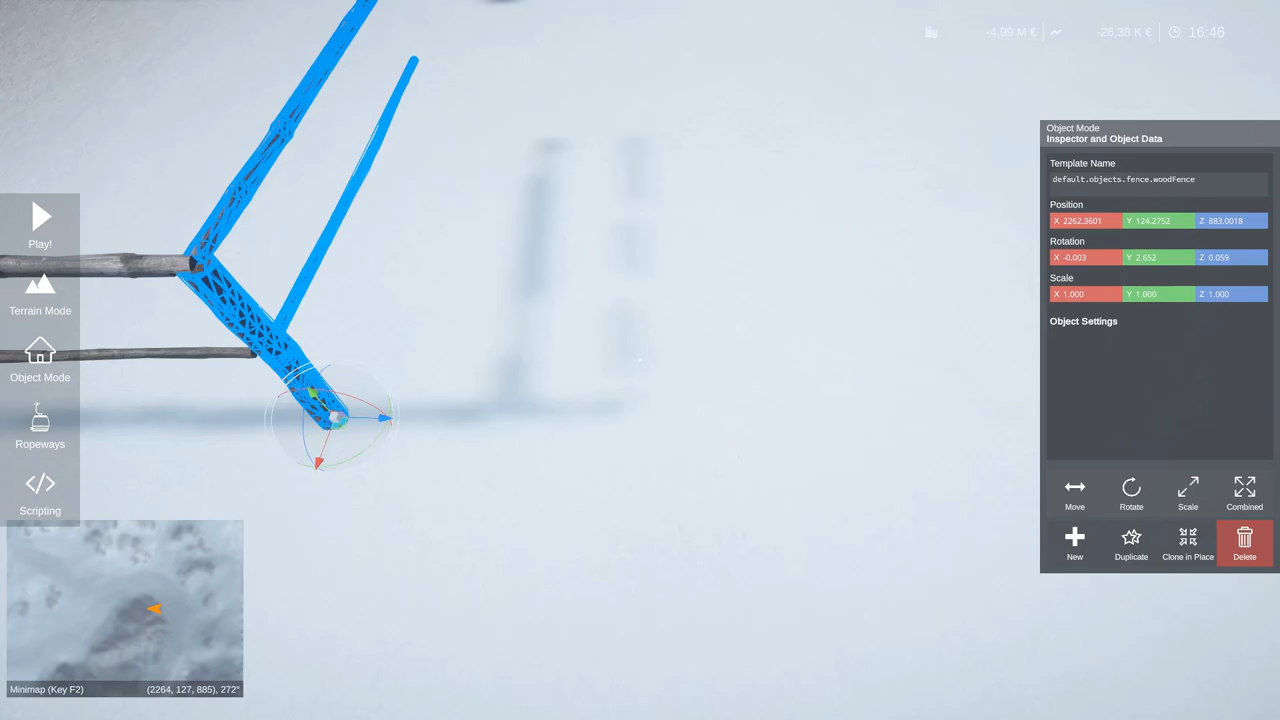 -4,99 M €
-26,38 K €
16:46
Object Mode
Inspector and Object Data
Template Name
default.objects.fence.woodFence
Position
X 2262.3601 Y 124.2752 Z 883.0018
Rotation
X -0.003 Y 2.652 Z 0.059
Scale
X 1.000 Y 1.000 Z 1.000
Object Settings
Move Rotate Scale Combined
New Duplicate Clone in Place Delete
Play!
Terrain Mode
Object Mode
Ropeways
Scripting
Minimap (Key F2) (2264, 127, 885), 272°